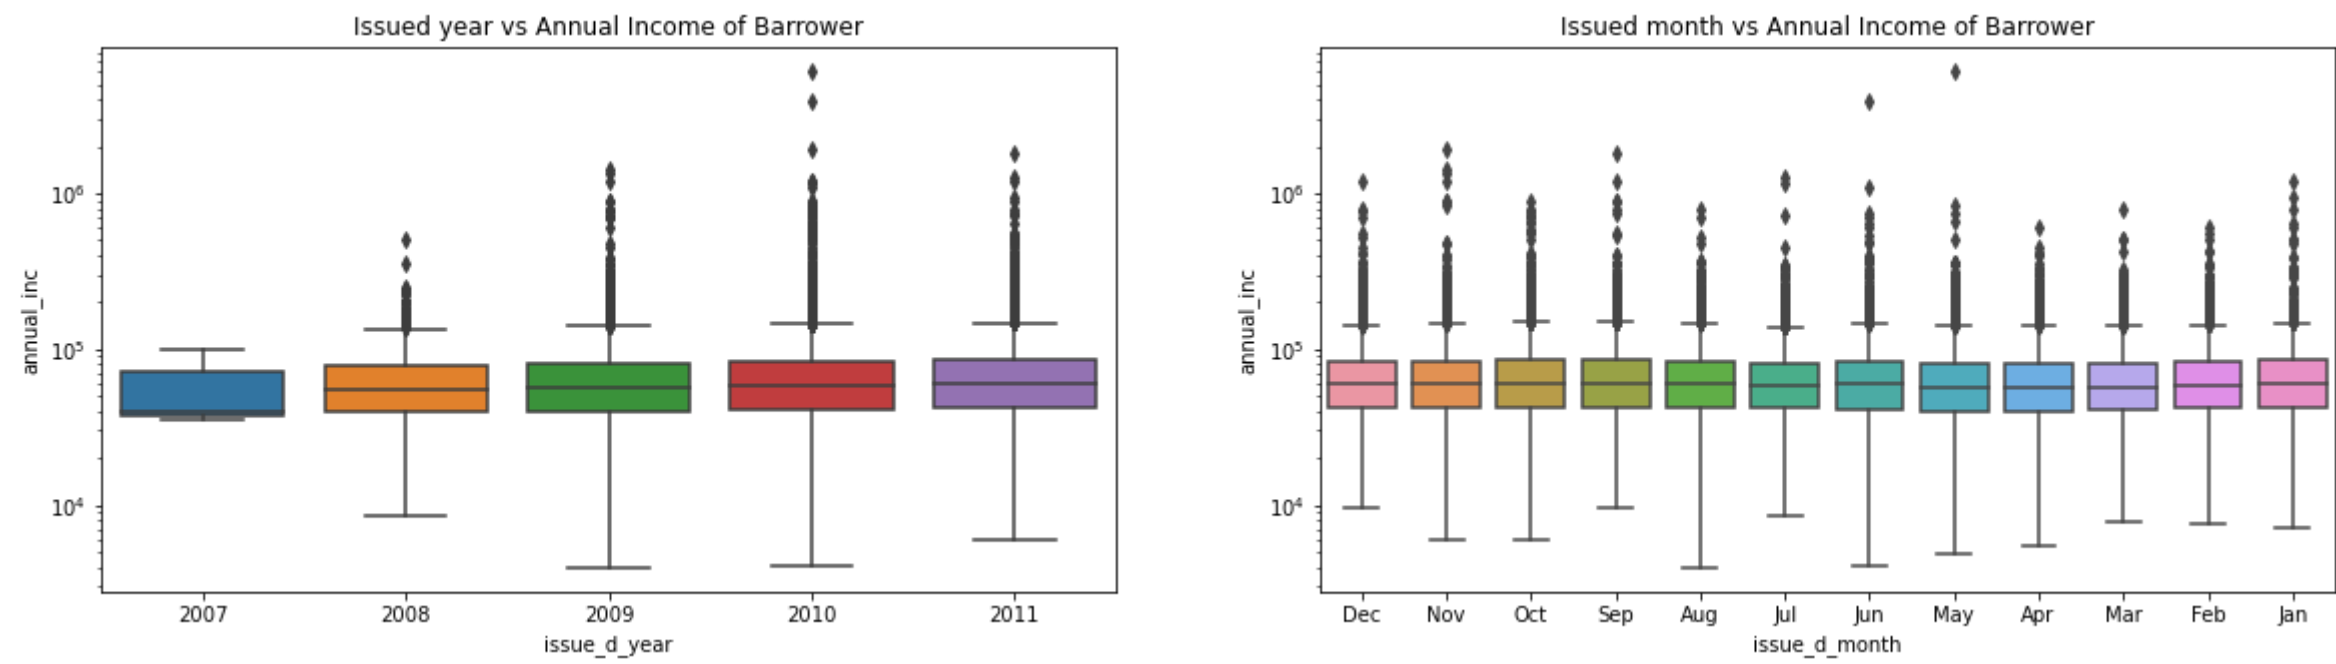 Issued year vs Annual Income of Barrower
annual_inc
10⁶
10⁵
10⁴
2007 2008 2009 2010 2011
issue_d_year
Issued month vs Annual Income of Barrower
annual_inc
10⁶
10⁵
10⁴
Dec Nov Oct Sep Aug Jul Jun May Apr Mar Feb Jan
issue_d_month